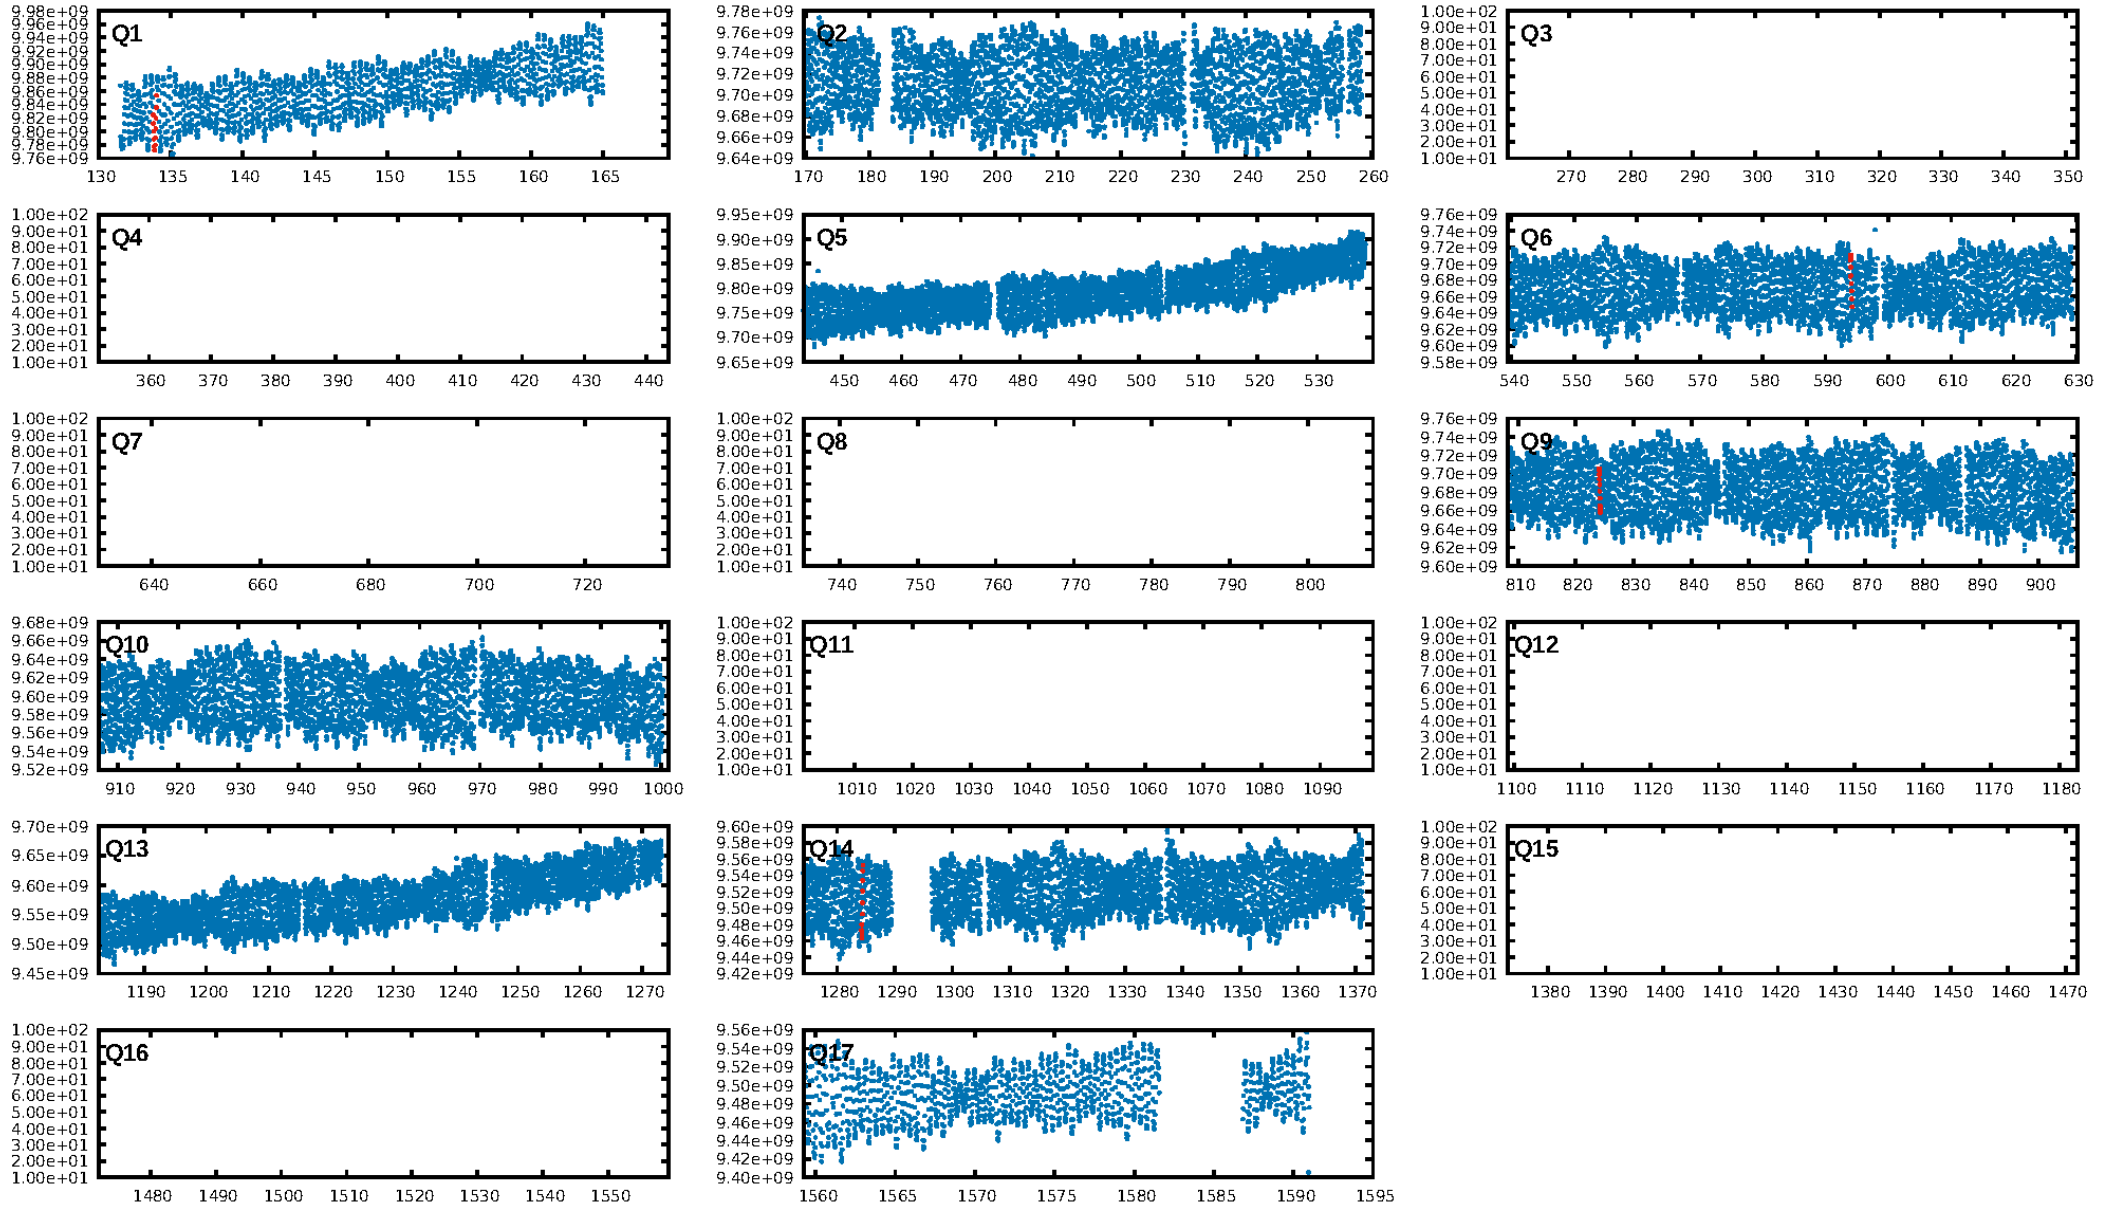 Q1
9.98e+09
9.96e+09
9.94e+09
9.92e+09
9.90e+09
9.88e+09
9.86e+09
9.84e+09
9.82e+09
9.80e+09
9.78e+09
9.76e+09
130 135 140 145 150 155 160 165
Q2
9.78e+09
9.76e+09
9.74e+09
9.72e+09
9.70e+09
9.68e+09
9.66e+09
9.64e+09
170 180 190 200 210 220 230 240 250 260
Q3
1.00e+02
9.00e+01
8.00e+01
7.00e+01
6.00e+01
5.00e+01
4.00e+01
3.00e+01
2.00e+01
1.00e+01
270 280 290 300 310 320 330 340 350
Q4
1.00e+02
9.00e+01
8.00e+01
7.00e+01
6.00e+01
5.00e+01
4.00e+01
3.00e+01
2.00e+01
1.00e+01
360 370 380 390 400 410 420 430 440
Q5
9.95e+09
9.90e+09
9.85e+09
9.80e+09
9.75e+09
9.70e+09
9.65e+09
450 460 470 480 490 500 510 520 530
Q6
9.76e+09
9.74e+09
9.72e+09
9.70e+09
9.68e+09
9.66e+09
9.64e+09
9.62e+09
9.60e+09
9.58e+09
540 550 560 570 580 590 600 610 620 630
Q7
1.00e+02
9.00e+01
8.00e+01
7.00e+01
6.00e+01
5.00e+01
4.00e+01
3.00e+01
2.00e+01
1.00e+01
640 660 680 700 720
Q8
1.00e+02
9.00e+01
8.00e+01
7.00e+01
6.00e+01
5.00e+01
4.00e+01
3.00e+01
2.00e+01
1.00e+01
740 750 760 770 780 790 800
Q9
9.76e+09
9.74e+09
9.72e+09
9.70e+09
9.68e+09
9.66e+09
9.64e+09
9.62e+09
9.60e+09
810 820 830 840 850 860 870 880 890 900
Q10
9.68e+09
9.66e+09
9.64e+09
9.62e+09
9.60e+09
9.58e+09
9.56e+09
9.54e+09
9.52e+09
910 920 930 940 950 960 970 980 990 1000
Q11
1.00e+02
9.00e+01
8.00e+01
7.00e+01
6.00e+01
5.00e+01
4.00e+01
3.00e+01
2.00e+01
1.00e+01
1010 1020 1030 1040 1050 1060 1070 1080 1090
Q12
1.00e+02
9.00e+01
8.00e+01
7.00e+01
6.00e+01
5.00e+01
4.00e+01
3.00e+01
2.00e+01
1.00e+01
1100 1110 1120 1130 1140 1150 1160 1170 1180
Q13
9.70e+09
9.65e+09
9.60e+09
9.55e+09
9.50e+09
9.45e+09
1190 1200 1210 1220 1230 1240 1250 1260 1270
Q14
9.60e+09
9.58e+09
9.56e+09
9.54e+09
9.52e+09
9.50e+09
9.48e+09
9.46e+09
9.44e+09
9.42e+09
1280 1290 1300 1310 1320 1330 1340 1350 1360 1370
Q15
1.00e+02
9.00e+01
8.00e+01
7.00e+01
6.00e+01
5.00e+01
4.00e+01
3.00e+01
2.00e+01
1.00e+01
1380 1390 1400 1410 1420 1430 1440 1450 1460 1470
Q16
1.00e+02
9.00e+01
8.00e+01
7.00e+01
6.00e+01
5.00e+01
4.00e+01
3.00e+01
2.00e+01
1.00e+01
1480 1490 1500 1510 1520 1530 1540 1550
Q17
9.56e+09
9.54e+09
9.52e+09
9.50e+09
9.48e+09
9.46e+09
9.44e+09
9.42e+09
9.40e+09
1560 1565 1570 1575 1580 1585 1590 1595